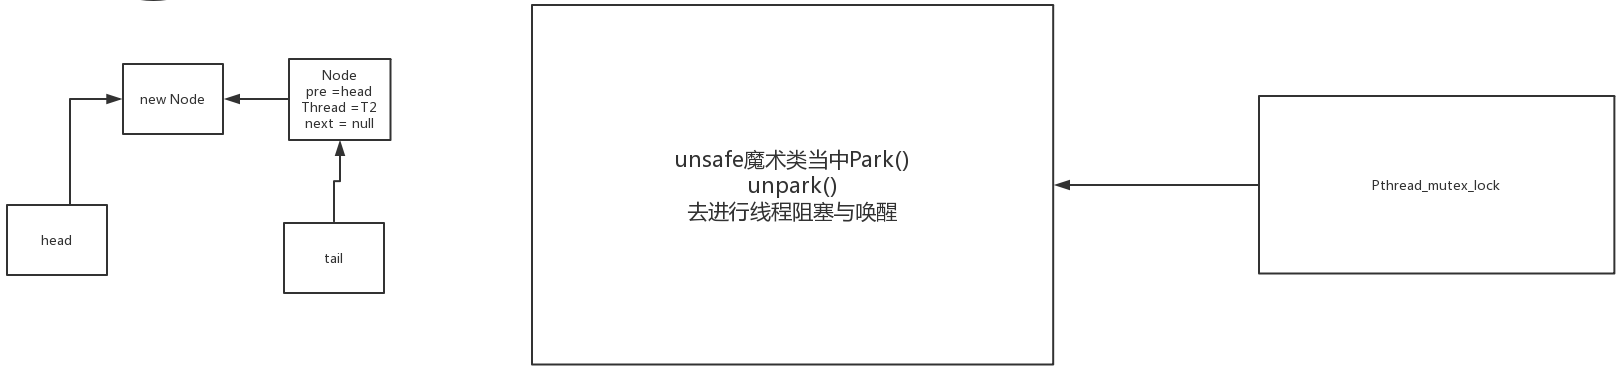 new Node
Node
pre =head
Thread =T2
next = null
head
tail
unsafe魔术类当中Park()
unpark()
去进行线程阻塞与唤醒
Pthread_mutex_lock